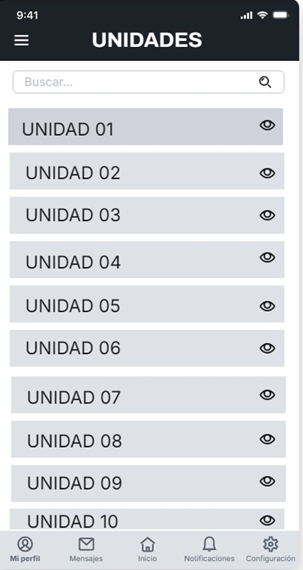 9:41
UNIDADES
Buscar...
UNIDAD 01
UNIDAD 02
UNIDAD 03
UNIDAD 04
UNIDAD 05
UNIDAD 06
UNIDAD 07
UNIDAD 08
UNIDAD 09
UNIDAD 10
Mi perfil Mensajes Inicio Notificaciones Configuración